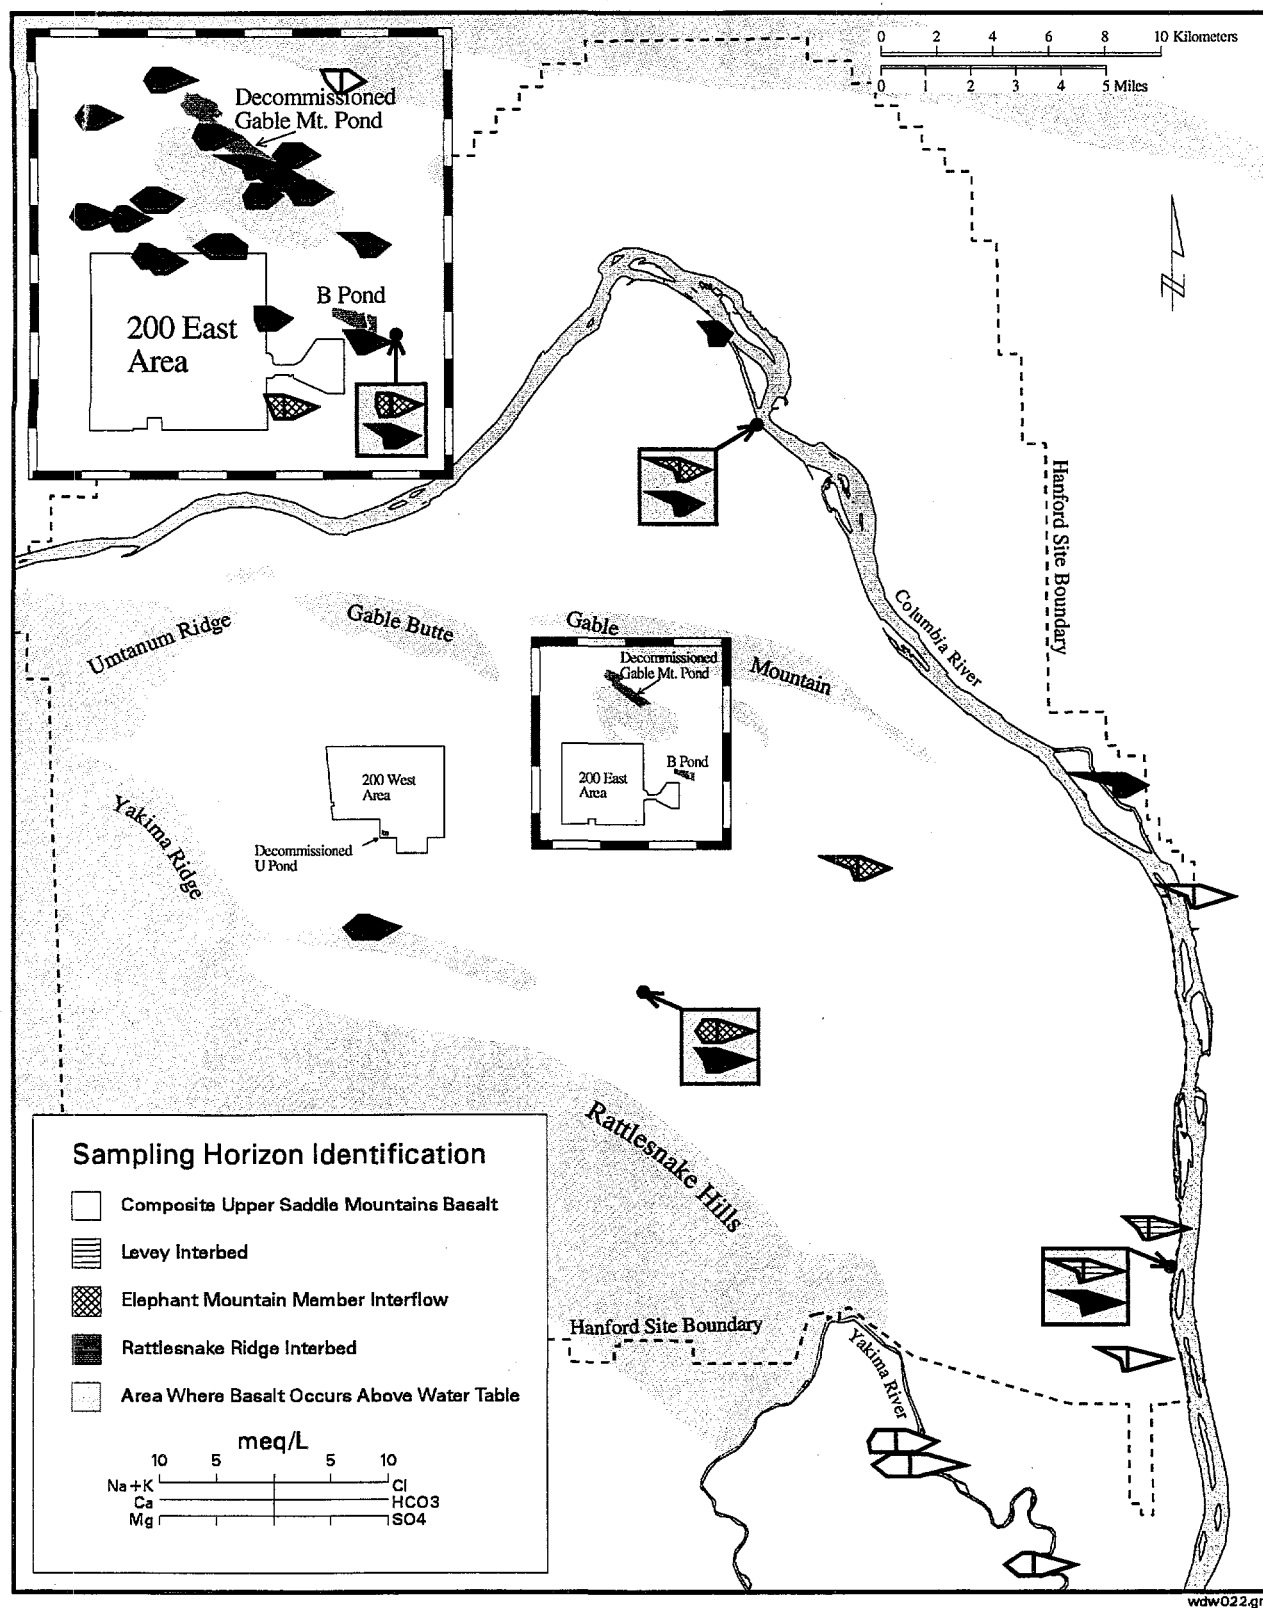 0 2 4 6 8 10 Kilometers
0 1 2 3 4 5 Miles
Decommissioned
Gable Mt. Pond
B Pond
200 East
Area
N
Hanford Site Boundary
Columbia River
Umtanum Ridge
Gable Butte
Gable
Mountain
Decommissioned
Gable Mt. Pond
B Pond
200 East
Area
200 West
Area
Decommissioned
U Pond
Yakima Ridge
Rattlesnake Hills
Hanford Site Boundary
Yakima River
Sampling Horizon Identification
Composite Upper Saddle Mountains Basalt
Levey Interbed
Elephant Mountain Member Interflow
Rattlesnake Ridge Interbed
Area Where Basalt Occurs Above Water Table
meq/L
10 5 5 10
Na+K Cl
Ca HCO3
Mg SO4
wdw022.gr